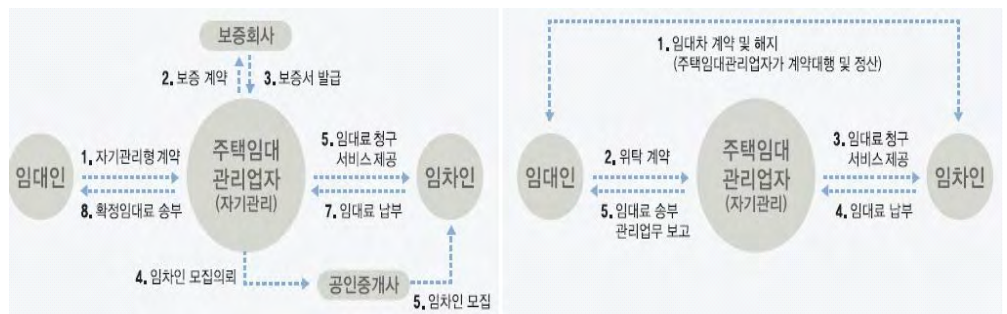 보증회사
2. 보증 계약
3. 보증서 발급
임대인
1. 자기관리형 계약
8. 확정임대료 송부
주택임대
관리업자
(자기관리)
5. 임대료 청구
서비스 제공
7. 임대료 납부
임차인
4. 임차인 모집의뢰
공인중개사
5. 임차인 모집
1. 임대차 계약 및 해지
(주택임대관리업자가 계약대행 및 정산)
임대인
2. 위탁 계약
5. 임대료 송부
관리업무 보고
주택임대
관리업자
(자기관리)
3. 임대료 청구
서비스 제공
4. 임대료 납부
임차인